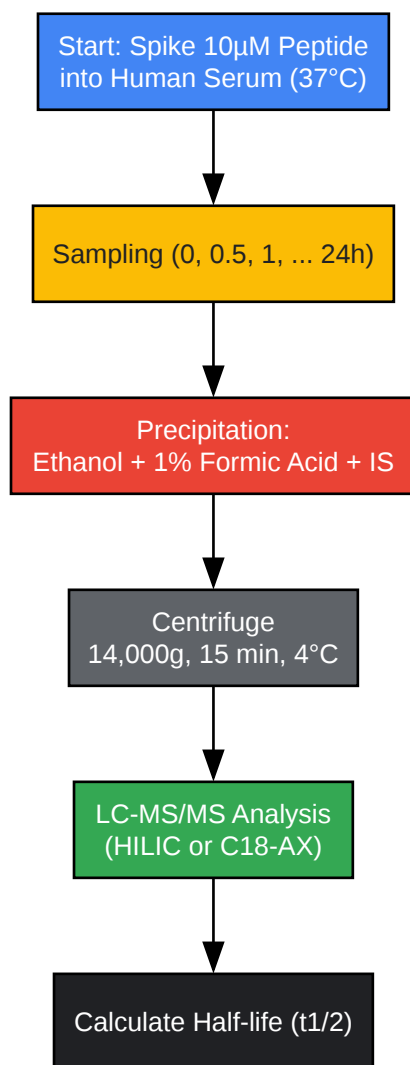 Start: Spike 10µM Peptide
into Human Serum (37°C)
Sampling (0, 0.5, 1, ... 24h)
Precipitation:
Ethanol + 1% Formic Acid + IS
Centrifuge
14,000g, 15 min, 4°C
LC-MS/MS Analysis
(HILIC or C18-AX)
Calculate Half-life (t1/2)